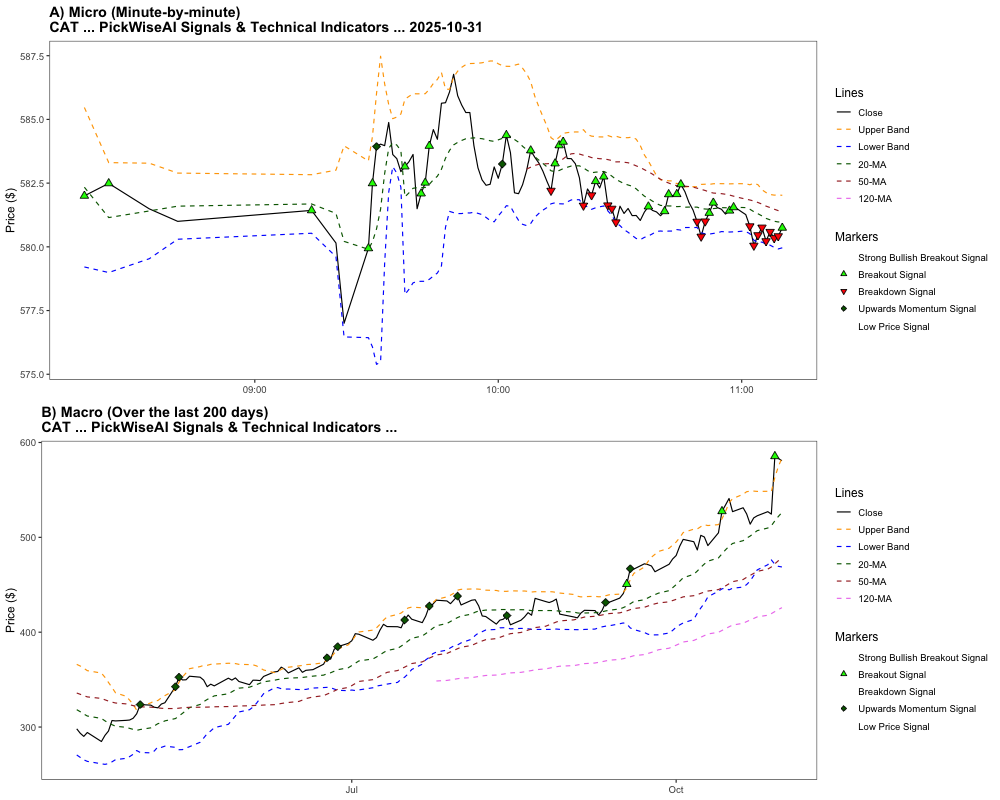 A) Micro (Minute-by-minute)
CAT ... PickWiseAI Signals & Technical Indicators ... 2025-10-31
587.5
585.0
582.5
580.0
577.5
575.0
Price ($)
09:00
10:00
11:00
Lines
Close
Upper Band
Lower Band
20-MA
50-MA
120-MA
Markers
Strong Bullish Breakout Signal
Breakout Signal
Breakdown Signal
Upwards Momentum Signal
Low Price Signal
B) Macro (Over the last 200 days)
CAT ... PickWiseAI Signals & Technical Indicators ...
600
500
400
300
Price ($)
Jul
Oct
Lines
Close
Upper Band
Lower Band
20-MA
50-MA
120-MA
Markers
Strong Bullish Breakout Signal
Breakout Signal
Breakdown Signal
Upwards Momentum Signal
Low Price Signal